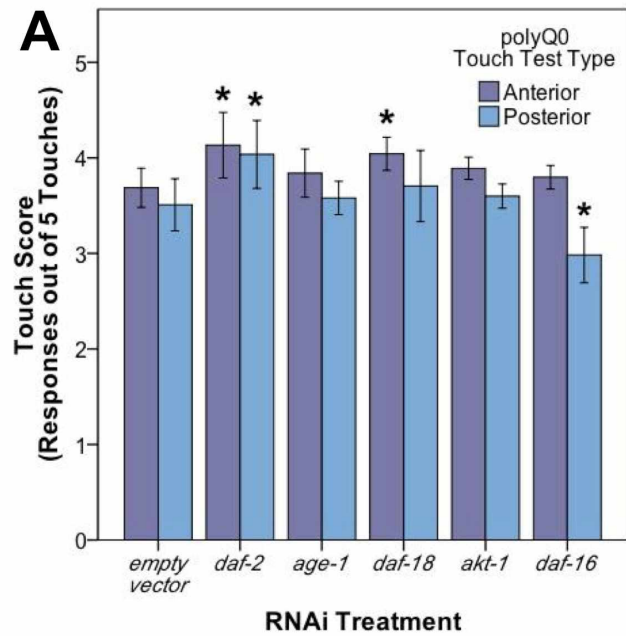 A
polyQ0
Touch Test Type
Anterior
Posterior
Touch Score
(Responses out of 5 Touches)
5
4
3
2
1
0
* * * *
empty
vector
daf-2
age-1
daf-18
akt-1
daf-16
RNAi Treatment